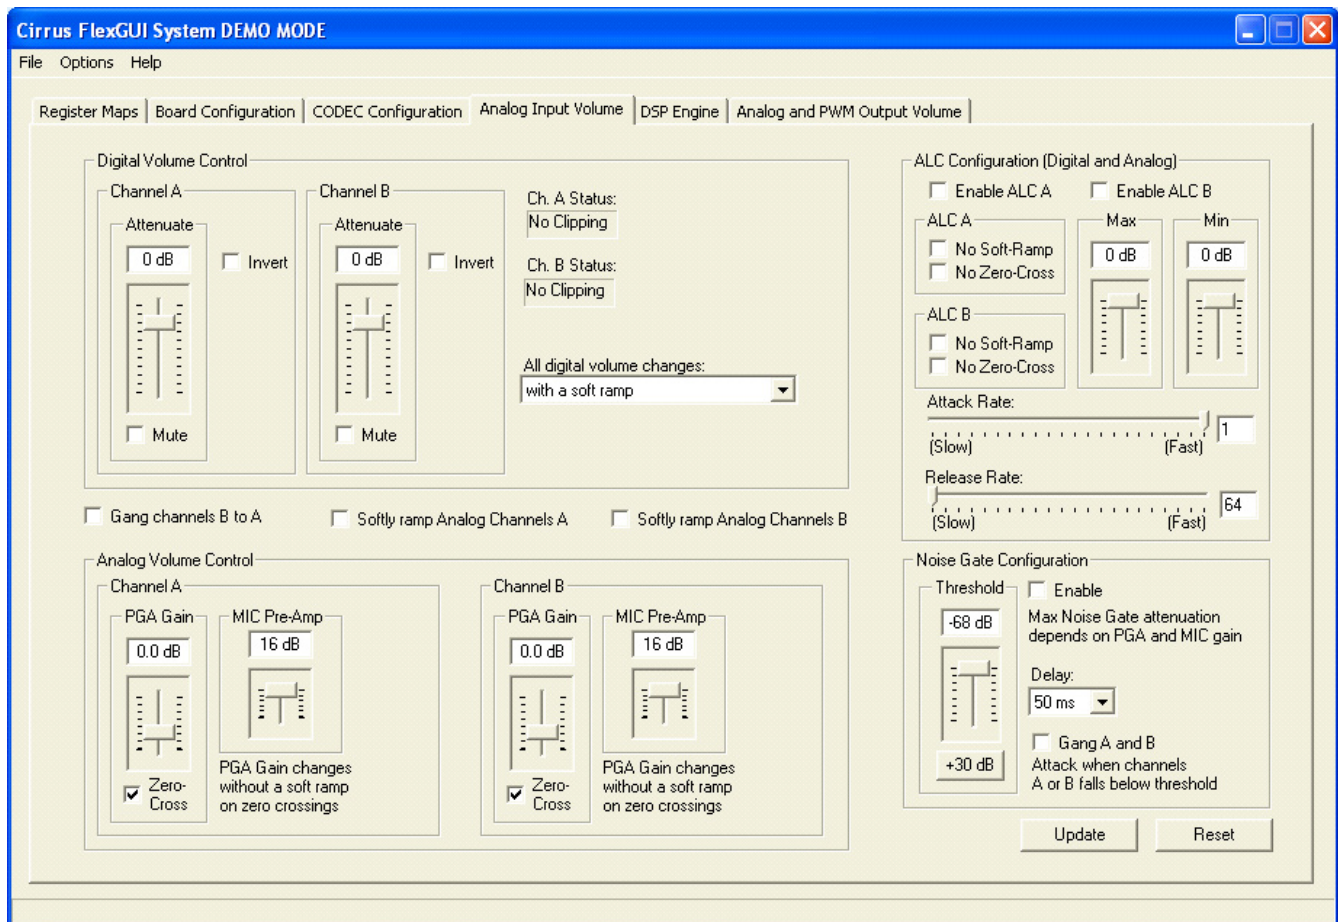 Cirrus FlexGUI System DEMO MODE
File Options Help
Register Maps Board Configuration CODEC Configuration Analog Input Volume DSP Engine Analog and PWM Output Volume
Digital Volume Control
Channel A
Attenuate
0 dB
Invert
Mute
Channel B
Attenuate
0 dB
Invert
Mute
Ch. A Status:
No Clipping
Ch. B Status:
No Clipping
All digital volume changes:
with a soft ramp
Gang channels B to A
Softly ramp Analog Channels A
Softly ramp Analog Channels B
Analog Volume Control
Channel A
PGA Gain
0.0 dB
Zero-
Cross
MIC Pre-Amp
16 dB
PGA Gain changes
without a soft ramp
on zero crossings
Channel B
PGA Gain
0.0 dB
Zero-
Cross
MIC Pre-Amp
16 dB
PGA Gain changes
without a soft ramp
on zero crossings
ALC Configuration (Digital and Analog)
Enable ALC A
Enable ALC B
ALC A
No Soft-Ramp
No Zero-Cross
ALC B
No Soft-Ramp
No Zero-Cross
Max
0 dB
Min
0 dB
Attack Rate:
1
(Slow) (Fast)
Release Rate:
64
(Slow) (Fast)
Noise Gate Configuration
Threshold
-68 dB
+30 dB
Enable
Max Noise Gate attenuation
depends on PGA and MIC gain
Delay:
50 ms
Gang A and B
Attack when channels
A or B falls below threshold
Update
Reset